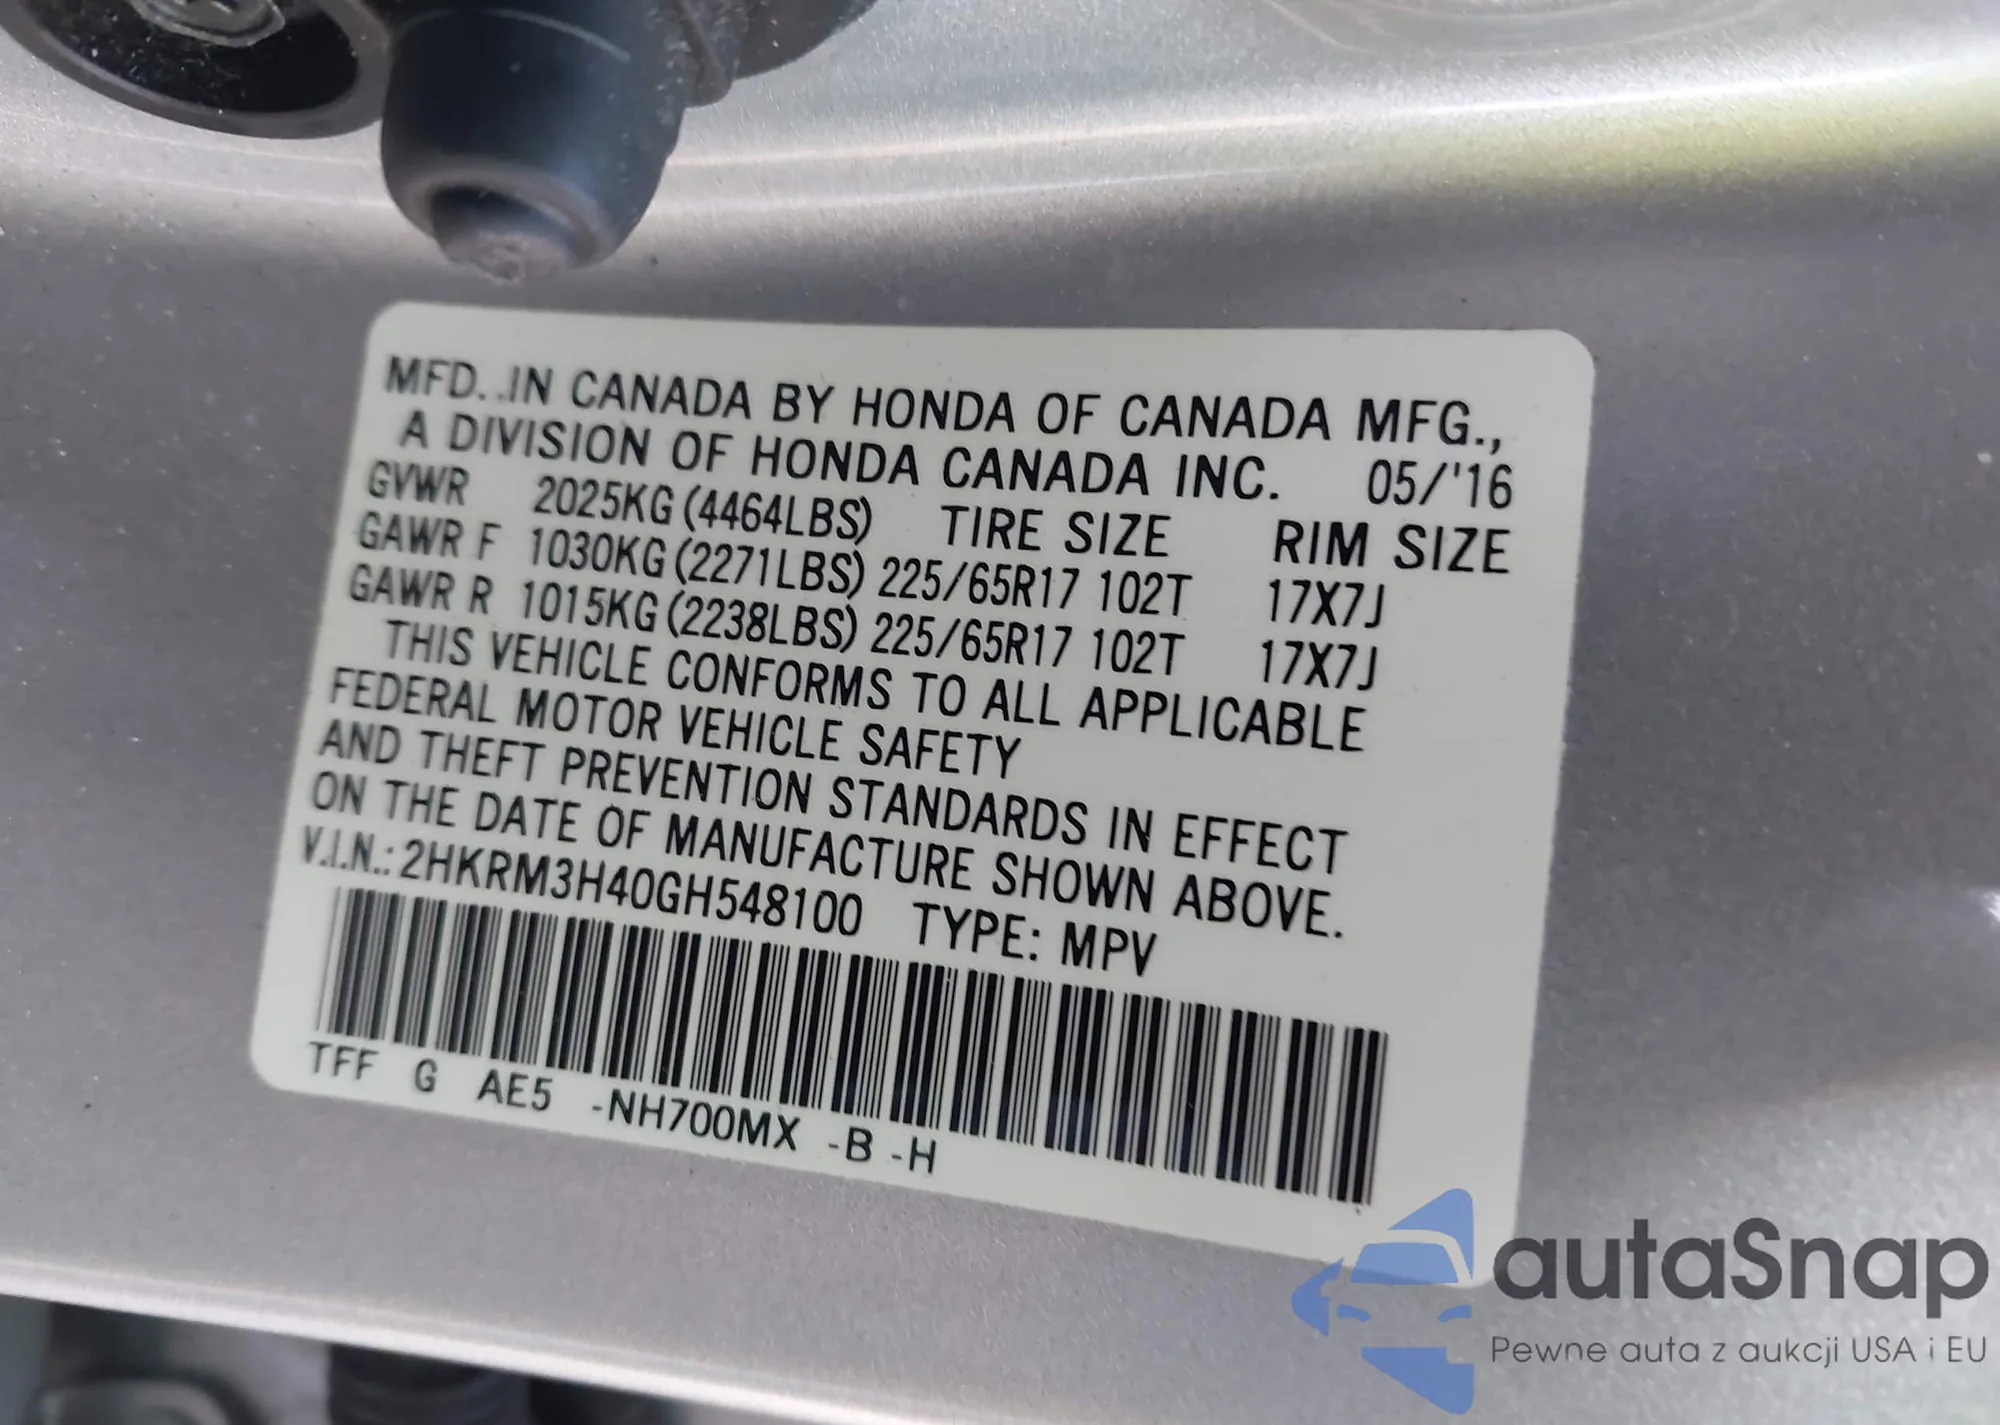 MFD. IN CANADA BY HONDA OF CANADA MFG.,
A DIVISION OF HONDA CANADA INC. 05/'16
GVWR 2025KG (4464LBS) TIRE SIZE RIM SIZE
GAWR F 1030KG (2271LBS) 225/65R17 102T 17X7J
GAWR R 1015KG (2238LBS) 225/65R17 102T 17X7J
THIS VEHICLE CONFORMS TO ALL APPLICABLE
FEDERAL MOTOR VEHICLE SAFETY
AND THEFT PREVENTION STANDARDS IN EFFECT
ON THE DATE OF MANUFACTURE SHOWN ABOVE.
V.I.N.: 2HKRM3H40GH548100 TYPE: MPV
TFF G AE5 -NH700MX -B -H
autaSnap
Pewne auta z aukcji USA i EU